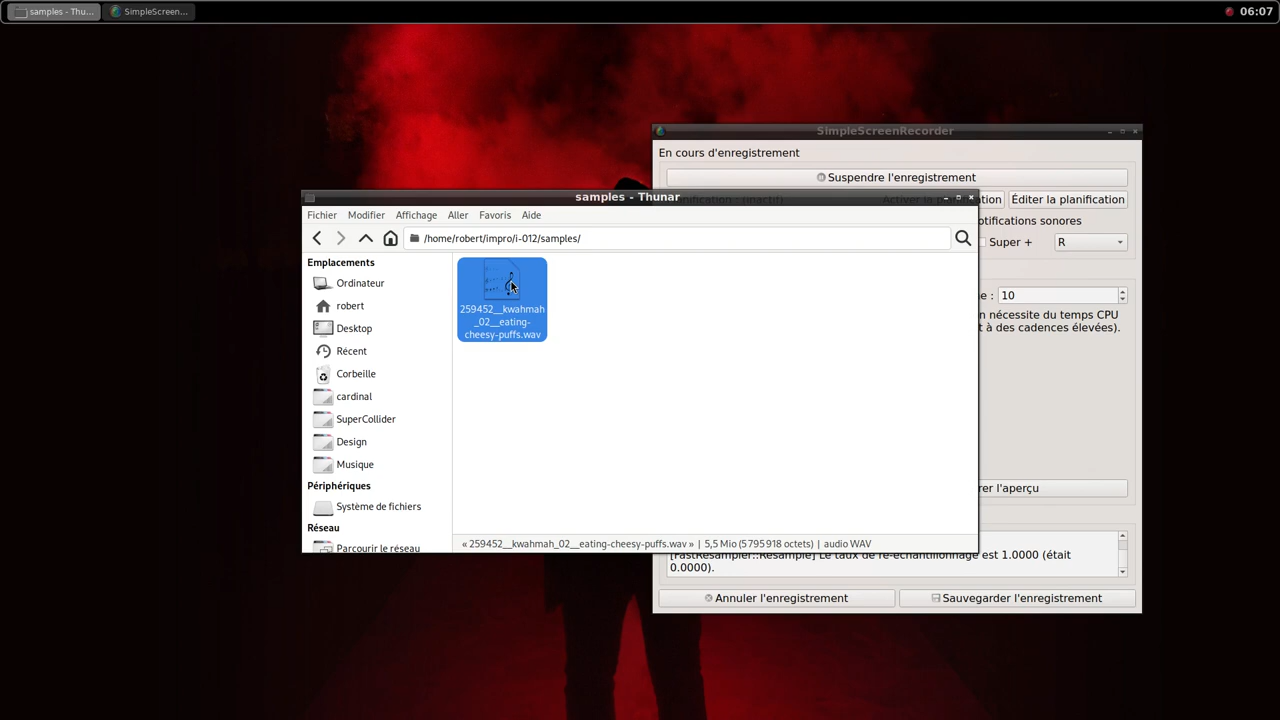 samples - Thu...
SimpleScreen...
06:07
SimpleScreenRecorder
En cours d'enregistrement
Suspendre l'enregistrement
Éditer la planification
otifications sonores
Super +
R
e :
10
n nécessite du temps CPU
t à des cadences élevées).
rer l'aperçu
[FastResampler::Resample] Le taux de ré-échantillonnage est 1.0000 (était
0.0000).
Annuler l'enregistrement
Sauvegarder l'enregistrement
samples - Thunar
Fichier
Modifier
Affichage
Aller
Favoris
Aide
/home/robert/impro/i-012/samples/
Emplacements
Ordinateur
robert
Desktop
Récent
Corbeille
cardinal
SuperCollider
Design
Musique
Périphériques
Système de fichiers
Réseau
Parcourir le réseau
259452__kwahmah
_02__eating-
cheesy-puffs.wav
« 259452__kwahmah_02__eating-cheesy-puffs.wav » | 5,5 Mio (5 795 918 octets) | audio WAV